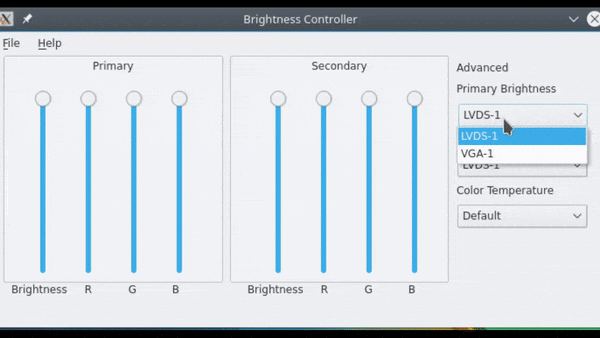 Brightness Controller
File Help
Primary
Secondary
Brightness R G B
Brightness R G B
Advanced
Primary Brightness
LVDS-1
LVDS-1
VGA-1
LVDS-1
Color Temperature
Default